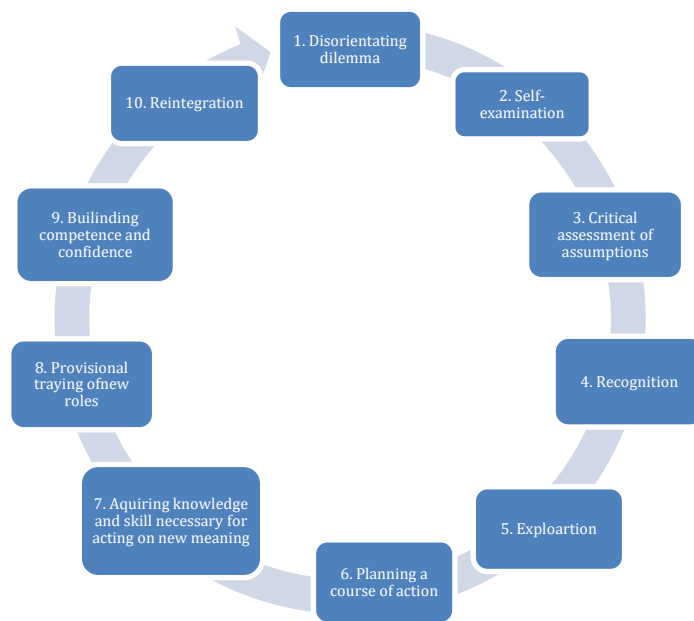 1. Disorientating
dilemma
2. Self-
examination
3. Critical
assessment of
assumptions
4. Recognition
5. Exploartion
6. Planning a
course of action
7. Aquiring knowledge
and skill necessary for
acting on new meaning
8. Provisional
traying ofnew
roles
9. Builinding
competence and
confidence
10. Reintegration